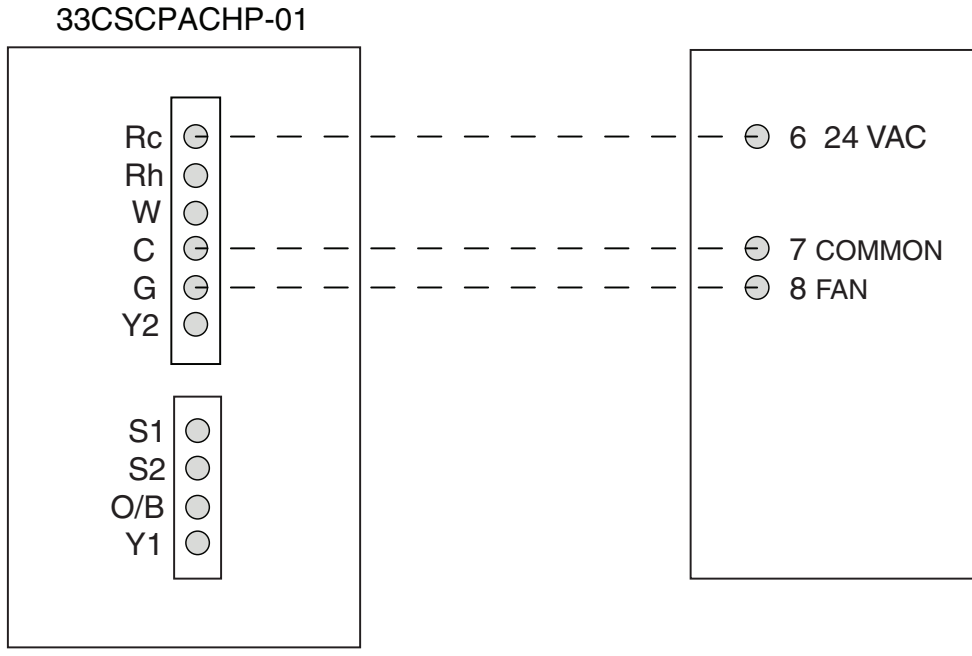 33CSCPACHP-01
Rc
Rh
W
C
G
Y2
S1
S2
O/B
Y1
6 24 VAC
7 COMMON
8 FAN